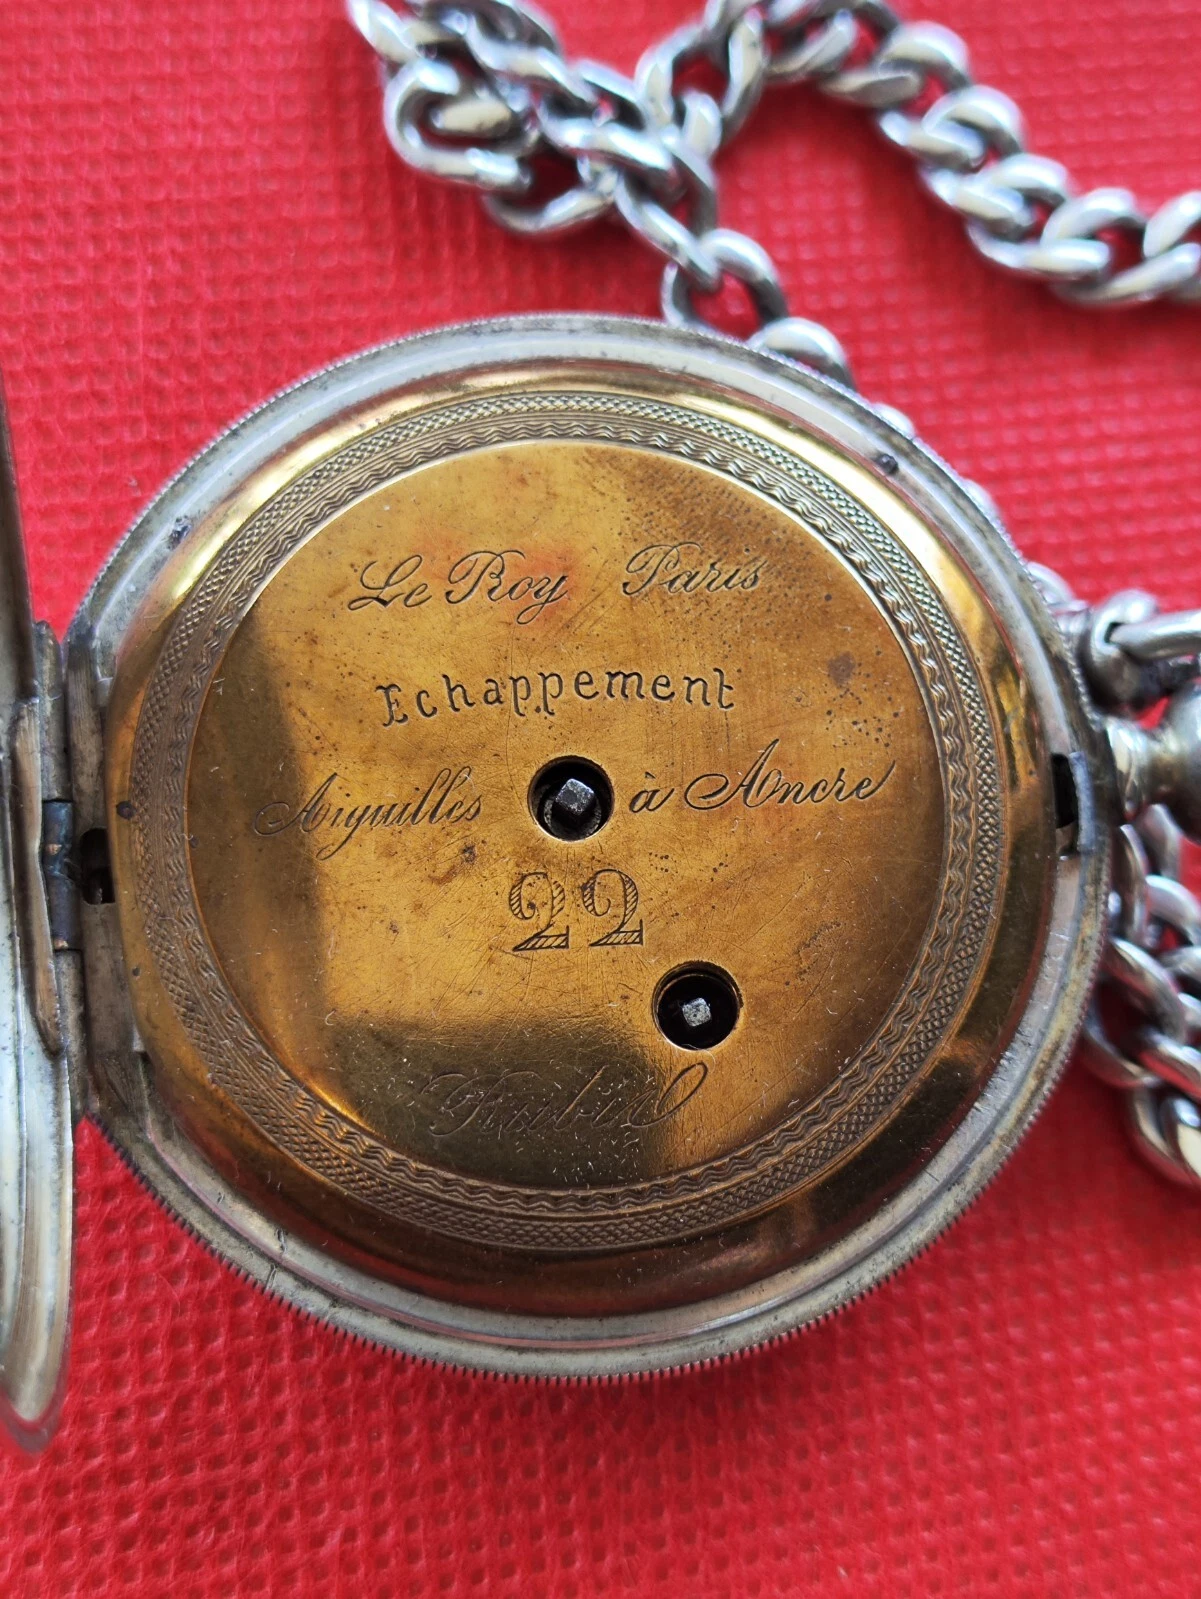 Le Roy Paris
Echappement
Aiguilles à Ancre
22